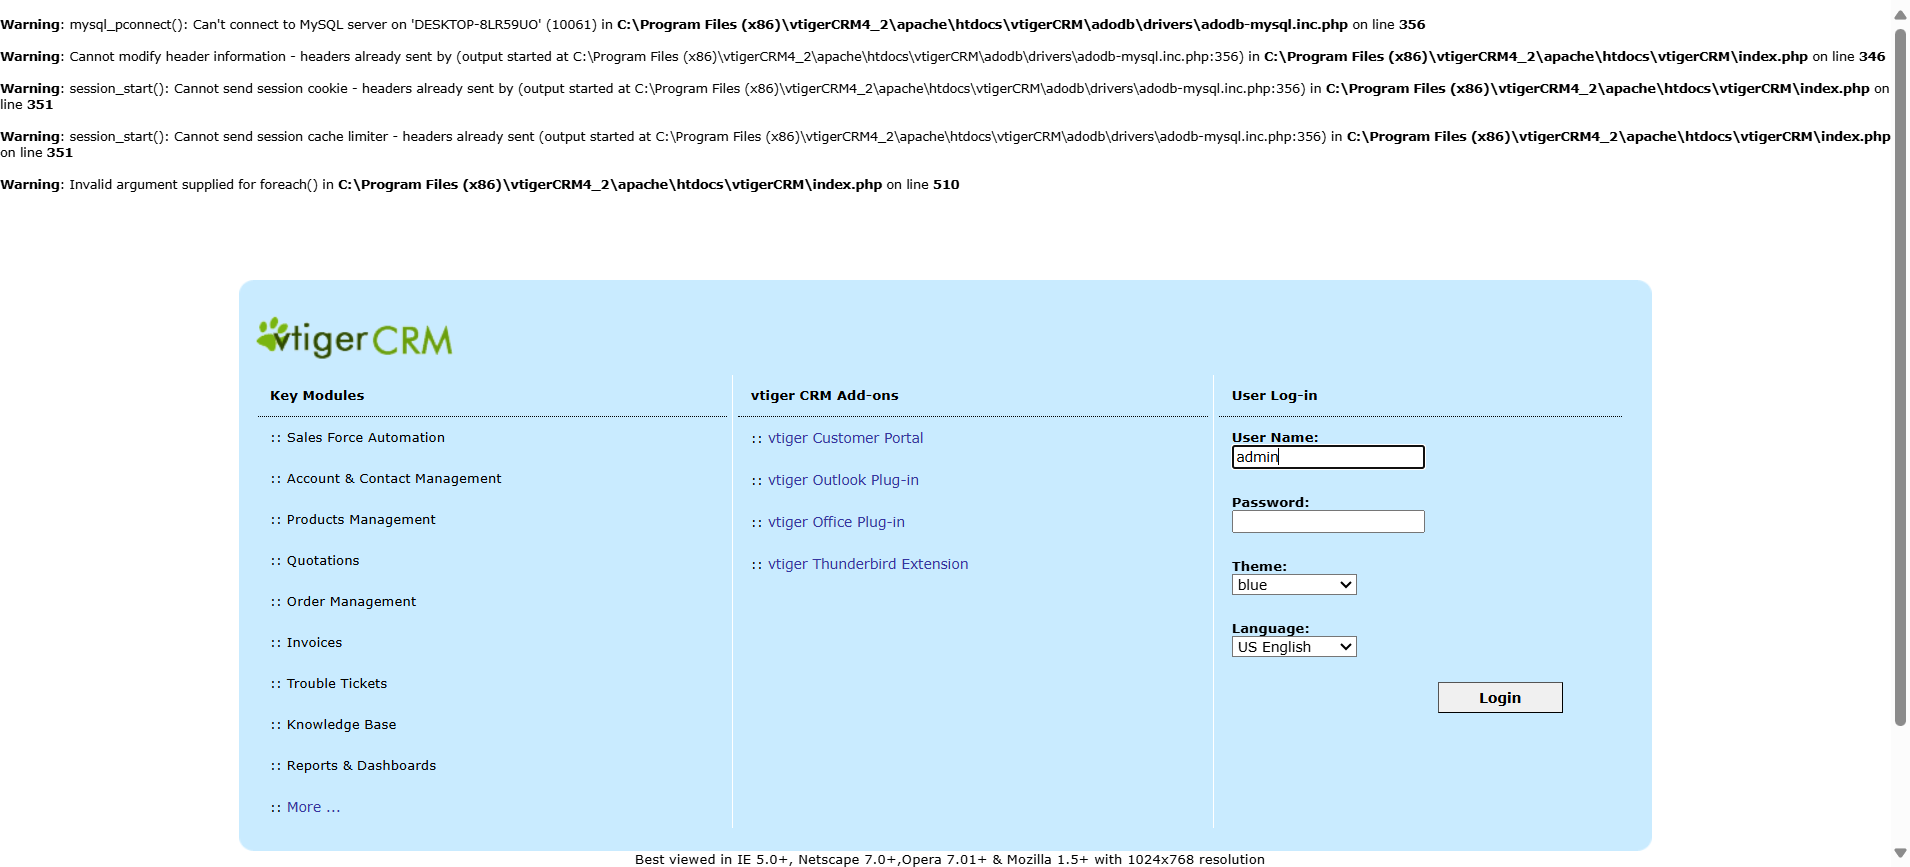 Warning: mysql_pconnect(): Can't connect to MySQL server on 'DESKTOP-8LR59UO' (10061) in C:\Program Files (x86)\vtigerCRM4_2\apache\htdocs\vtigerCRM\adodb\drivers\adodb-mysql.inc.php on line 356
Warning: Cannot modify header information - headers already sent by (output started at C:\Program Files (x86)\vtigerCRM4_2\apache\htdocs\vtigerCRM\adodb\drivers\adodb-mysql.inc.php:356) in C:\Program Files (x86)\vtigerCRM4_2\apache\htdocs\vtigerCRM\index.php on line 346
Warning: session_start(): Cannot send session cookie - headers already sent by (output started at C:\Program Files (x86)\vtigerCRM4_2\apache\htdocs\vtigerCRM\adodb\drivers\adodb-mysql.inc.php:356) in C:\Program Files (x86)\vtigerCRM4_2\apache\htdocs\vtigerCRM\index.php on
line 351
Warning: session_start(): Cannot send session cache limiter - headers already sent (output started at C:\Program Files (x86)\vtigerCRM4_2\apache\htdocs\vtigerCRM\adodb\drivers\adodb-mysql.inc.php:356) in C:\Program Files (x86)\vtigerCRM4_2\apache\htdocs\vtigerCRM\index.php
on line 351
Warning: Invalid argument supplied for foreach() in C:\Program Files (x86)\vtigerCRM4_2\apache\htdocs\vtigerCRM\index.php on line 510
vtiger CRM
Key Modules
:: Sales Force Automation
:: Account & Contact Management
:: Products Management
:: Quotations
:: Order Management
:: Invoices
:: Trouble Tickets
:: Knowledge Base
:: Reports & Dashboards
:: More ...
vtiger CRM Add-ons
:: vtiger Customer Portal
:: vtiger Outlook Plug-in
:: vtiger Office Plug-in
:: vtiger Thunderbird Extension
User Log-in
User Name:
admin
Password:
Theme:
blue
Language:
US English
Login
Best viewed in IE 5.0+, Netscape 7.0+,Opera 7.01+ & Mozilla 1.5+ with 1024x768 resolution